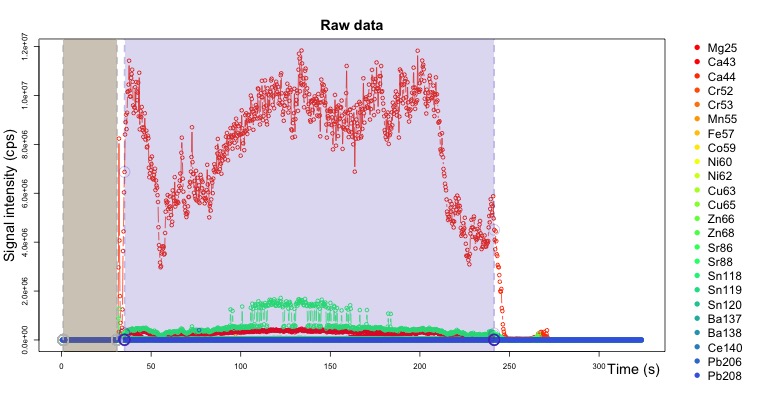 Raw data
Signal intensity (cps)
1.2e+07
1.0e+07
8.0e+06
6.0e+06
4.0e+06
2.0e+06
0.0e+00
0 50 100 150 200 250 300 Time (s)
Mg25
Ca43
Ca44
Cr52
Cr53
Mn55
Fe57
Co59
Ni60
Ni62
Cu63
Cu65
Zn66
Zn68
Sr86
Sr88
Sn118
Sn119
Sn120
Ba137
Ba138
Ce140
Pb206
Pb208